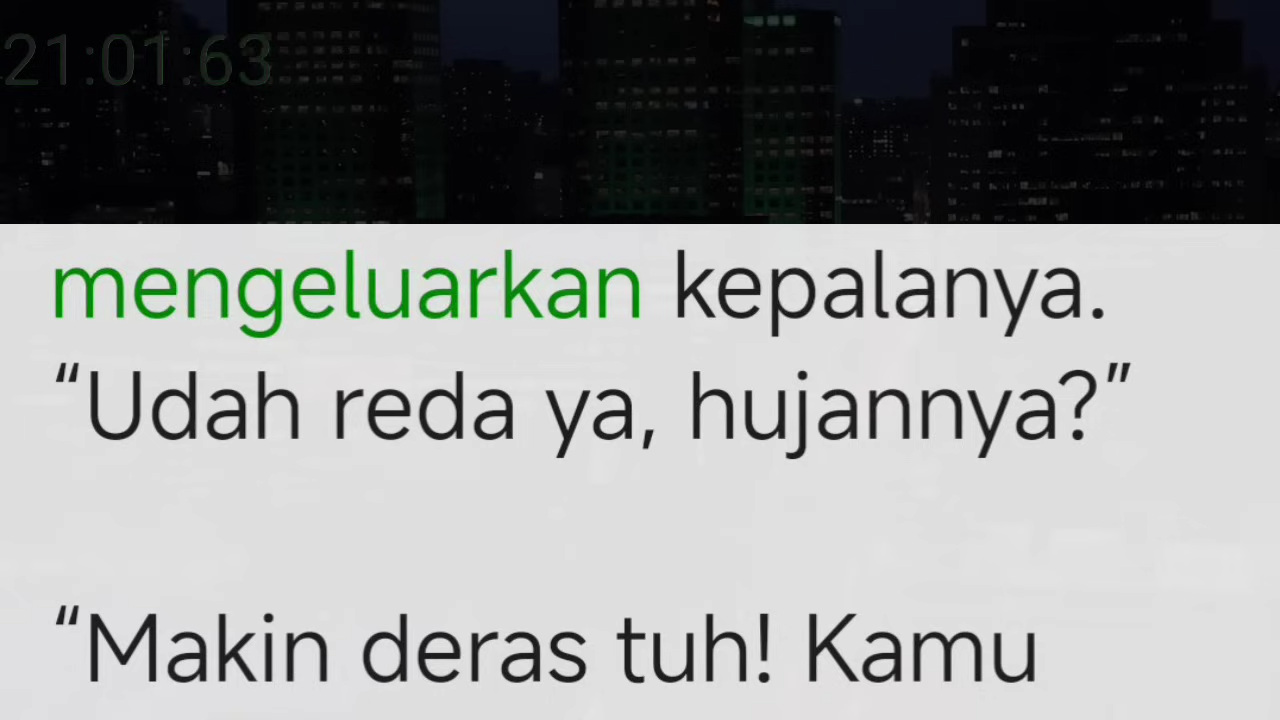 21:01:63
mengeluarkan kepalanya.
“Udah reda ya, hujannya?”
“Makin deras tuh! Kamu